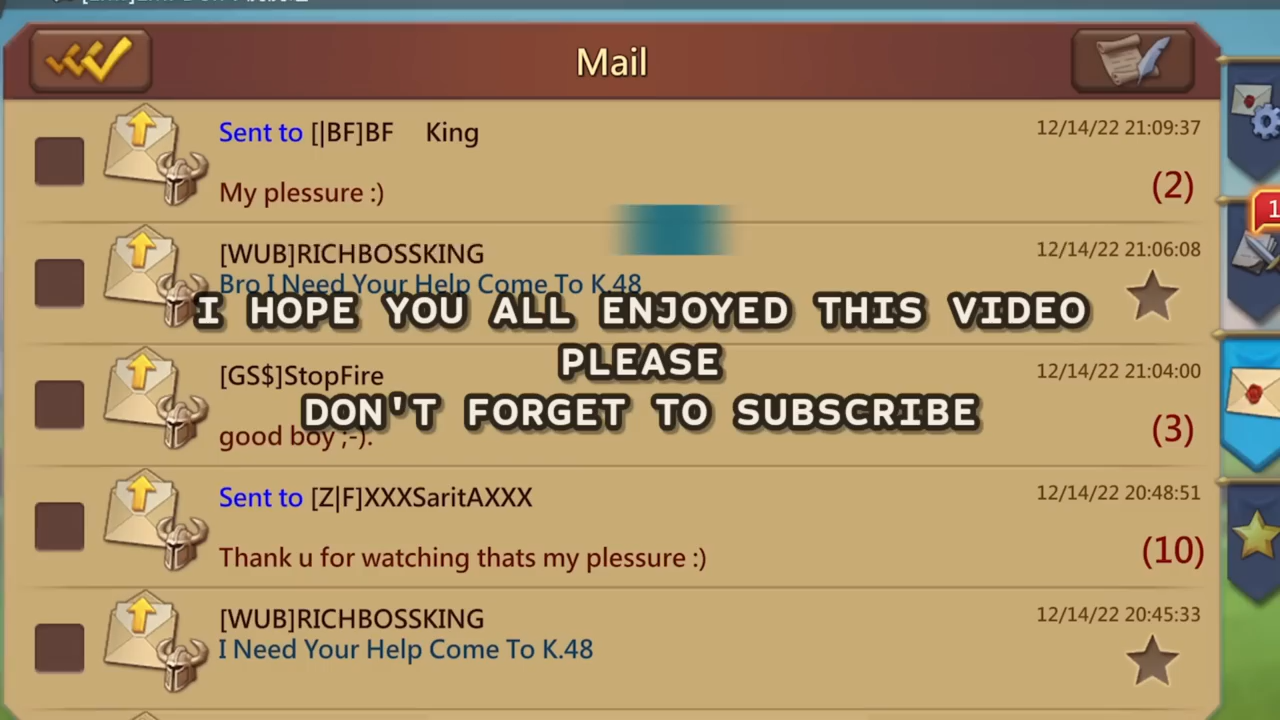 Mail
Sent to [|BF]BF King
12/14/22 21:09:37
My plessure :)
(2)
[WUB]RICHBOSSKING
12/14/22 21:06:08
Bro I Need Your Help Come To K.48
I HOPE YOU ALL ENJOYED THIS VIDEO
PLEASE
[GS$]StopFire
12/14/22 21:04:00
DON'T FORGET TO SUBSCRIBE
good boy ;-).
(3)
Sent to [Z|F]XXXSaritAXXX
12/14/22 20:48:51
Thank u for watching thats my plessure :)
(10)
[WUB]RICHBOSSKING
12/14/22 20:45:33
I Need Your Help Come To K.48